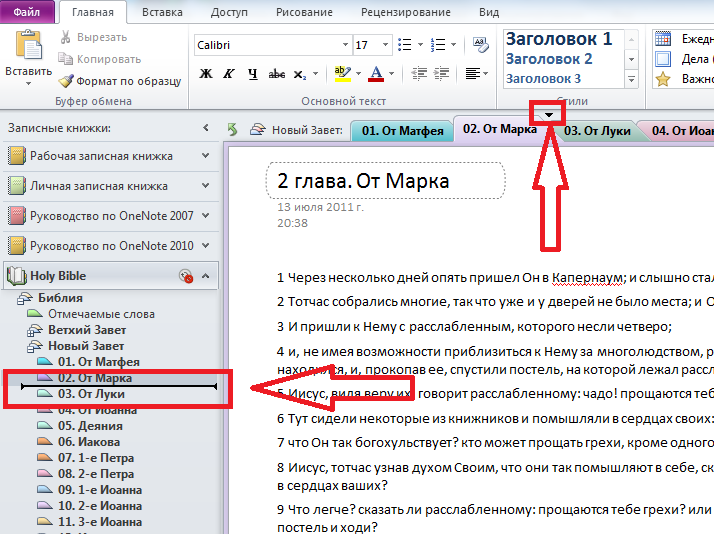 Файл Главная Вставка Доступ Рисование Рецензирование Вид
Вставить
Вырезать
Копировать
Формат по образцу
Буфер обмена
Calibri 17
Ж К Ч abc x₂ ab A
Основной текст
Заголовок 1
Заголовок 2
Заголовок 3
Стили
Ежедн
Дела (
Важно
Записные книжки:
Рабочая записная книжка
Личная записная книжка
Руководство по OneNote 2007
Руководство по OneNote 2010
Holy Bible
Библия
Отмечаемые слова
Ветхий Завет
Новый Завет
01. От Матфея
02. От Марка
03. От Луки
04. От Иоанна
05. Деяния
06. Иакова
07. 1-е Петра
08. 2-е Петра
09. 1-е Иоанна
10. 2-е Иоанна
11. 3-е Иоанна
Новый Завет: 01. От Матфея 02. От Марка 03. От Луки 04. От Иоан
2 глава. От Марка
13 июля 2011 г.
20:38
1 Через несколько дней опять пришел Он в Капернаум; и слышно стал
2 Тотчас собрались многие, так что уже и у дверей не было места; и О
3 И пришли к Нему с расслабленным, которого несли четверо;
4 и, не имея возможности приблизиться к Нему за многолюдством, р
находился, и, прокопав ее, спустили постель, на которой лежал рассл
5 Иисус, видя веру их, говорит расслабленному: чадо! прощаются теб
6 Тут сидели некоторые из книжников и помышляли в сердцах своих:
7 что Он так богохульствует? кто может прощать грехи, кроме одного
8 Иисус, тотчас узнав духом Своим, что они так помышляют в себе, ск
в сердцах ваших?
9 Что легче? сказать ли расслабленному: прощаются тебе грехи? или
постель и ходи?